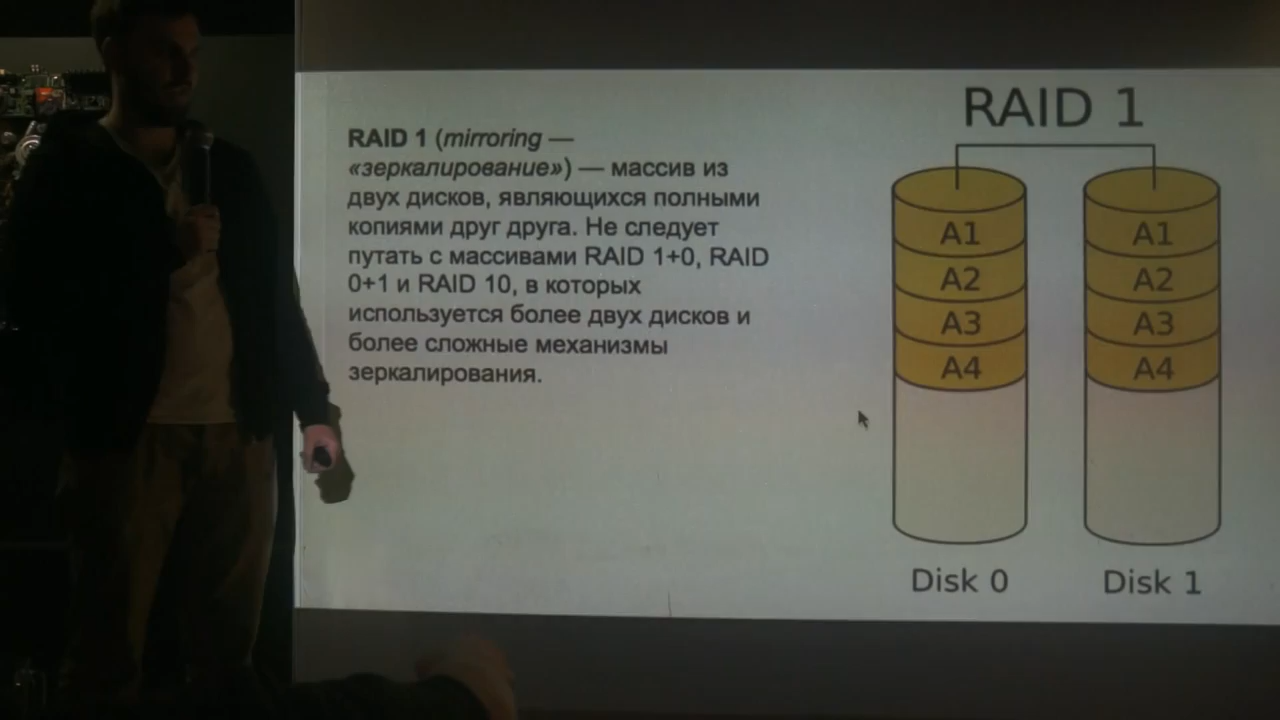 RAID 1 (mirroring —
«зеркалирование») — массив из
двух дисков, являющихся полными
копиями друг друга. Не следует
путать с массивами RAID 1+0, RAID
0+1 и RAID 10, в которых
используется более двух дисков и
более сложные механизмы
зеркалирования.
RAID 1
A1
A2
A3
A4
Disk 0
A1
A2
A3
A4
Disk 1